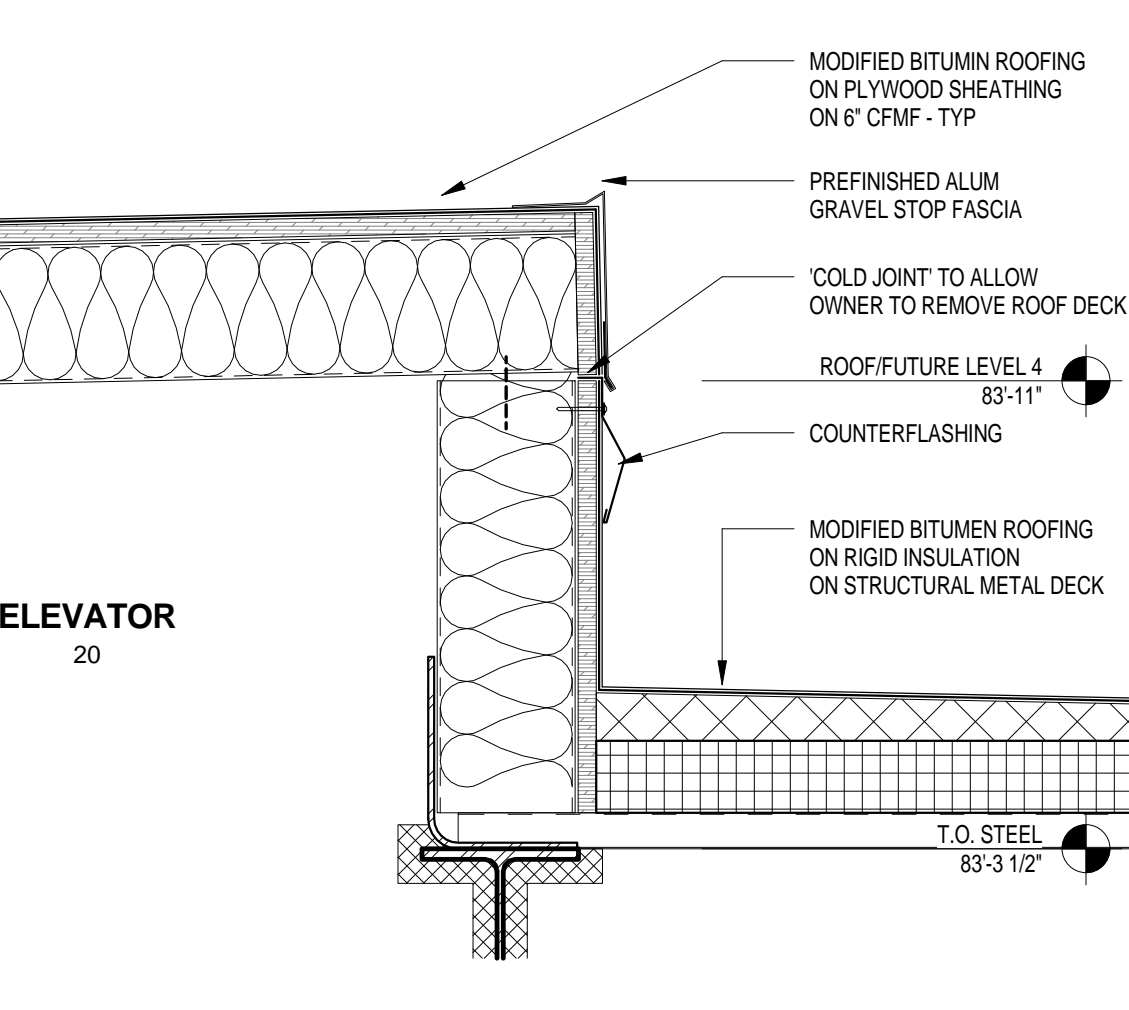 MODIFIED BITUMIN ROOFING
ON PLYWOOD SHEATHING
ON 6" CFMF - TYP
PREFINISHED ALUM
GRAVEL STOP FASCIA
'COLD JOINT' TO ALLOW
OWNER TO REMOVE ROOF DECK
ROOF/FUTURE LEVEL 4
83'-11"
COUNTERFLASHING
MODIFIED BITUMEN ROOFING
ON RIGID INSULATION
ON STRUCTURAL METAL DECK
ELEVATOR
20
T.O. STEEL
83'-3 1/2"